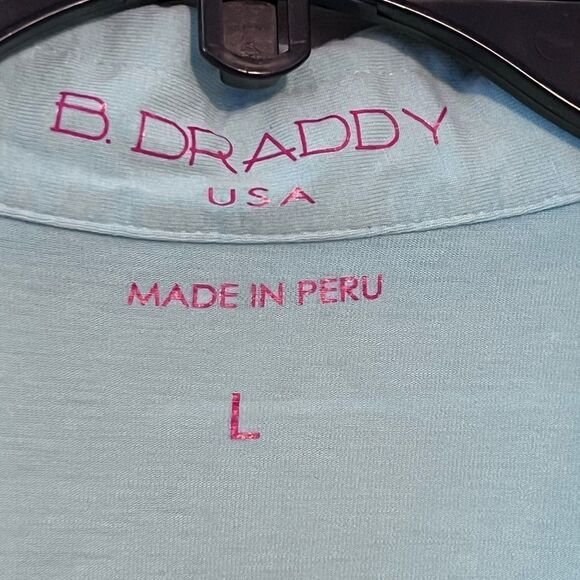 B. DRADDY
USA
MADE IN PERU
L